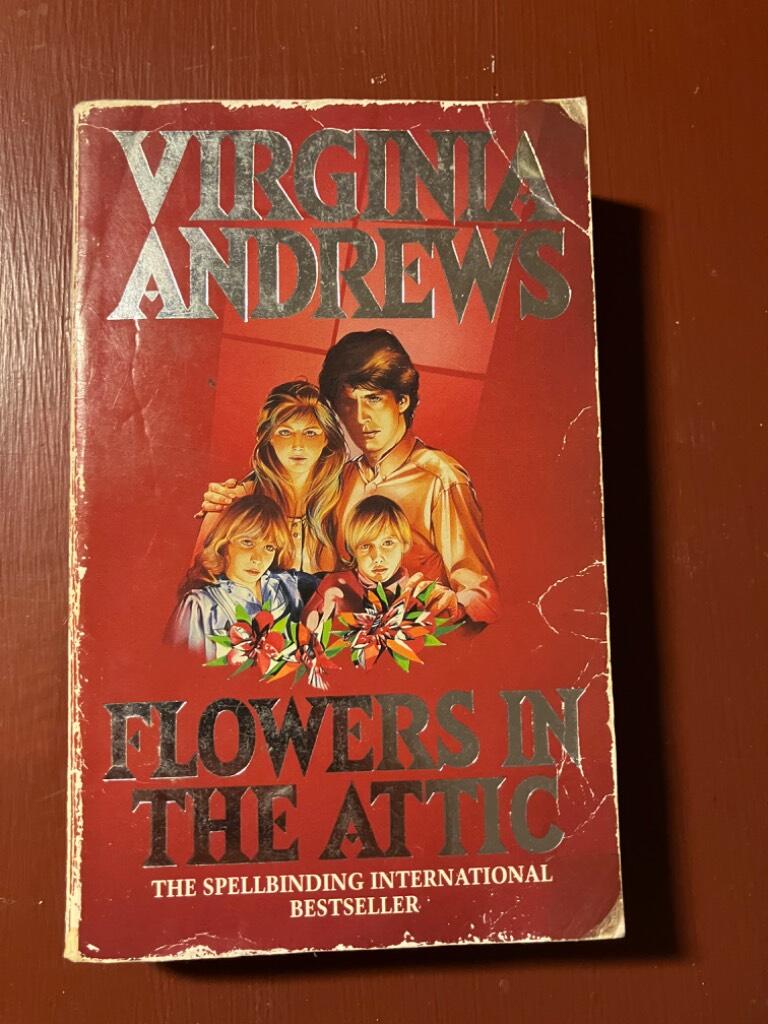 VIRGINIA
ANDREWS
FLOWERS IN
THE ATTIC
THE SPELLBINDING INTERNATIONAL
BESTSELLER